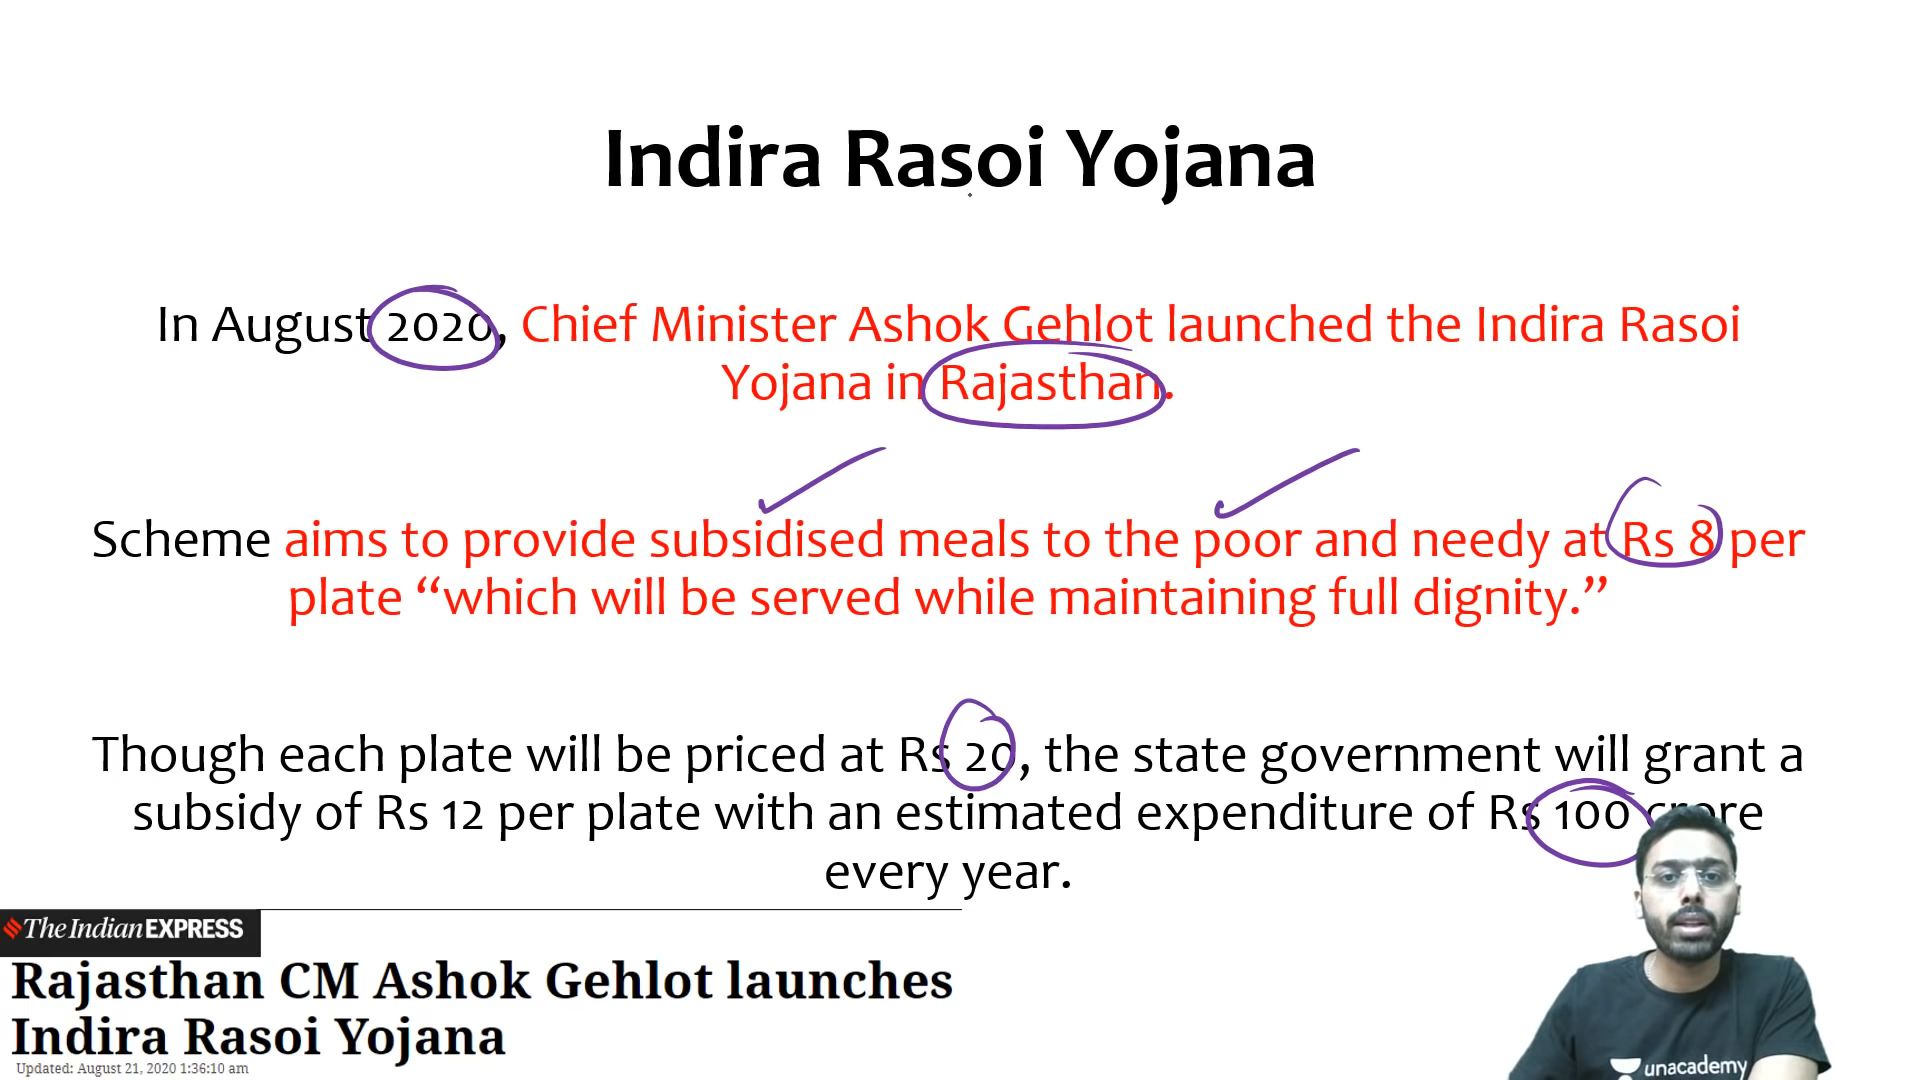 Indira Rasoi Yojana
In August 2020, Chief Minister Ashok Gehlot launched the Indira Rasoi
Yojana in Rajasthan.
Scheme aims to provide subsidised meals to the poor and needy at Rs 8 per
plate “which will be served while maintaining full dignity.”
Though each plate will be priced at Rs 20, the state government will grant a
subsidy of Rs 12 per plate with an estimated expenditure of Rs 100 crore
every year.
The Indian EXPRESS
Rajasthan CM Ashok Gehlot launches
Indira Rasoi Yojana
Updated: August 21, 2020 1:36:10 am
unacademy